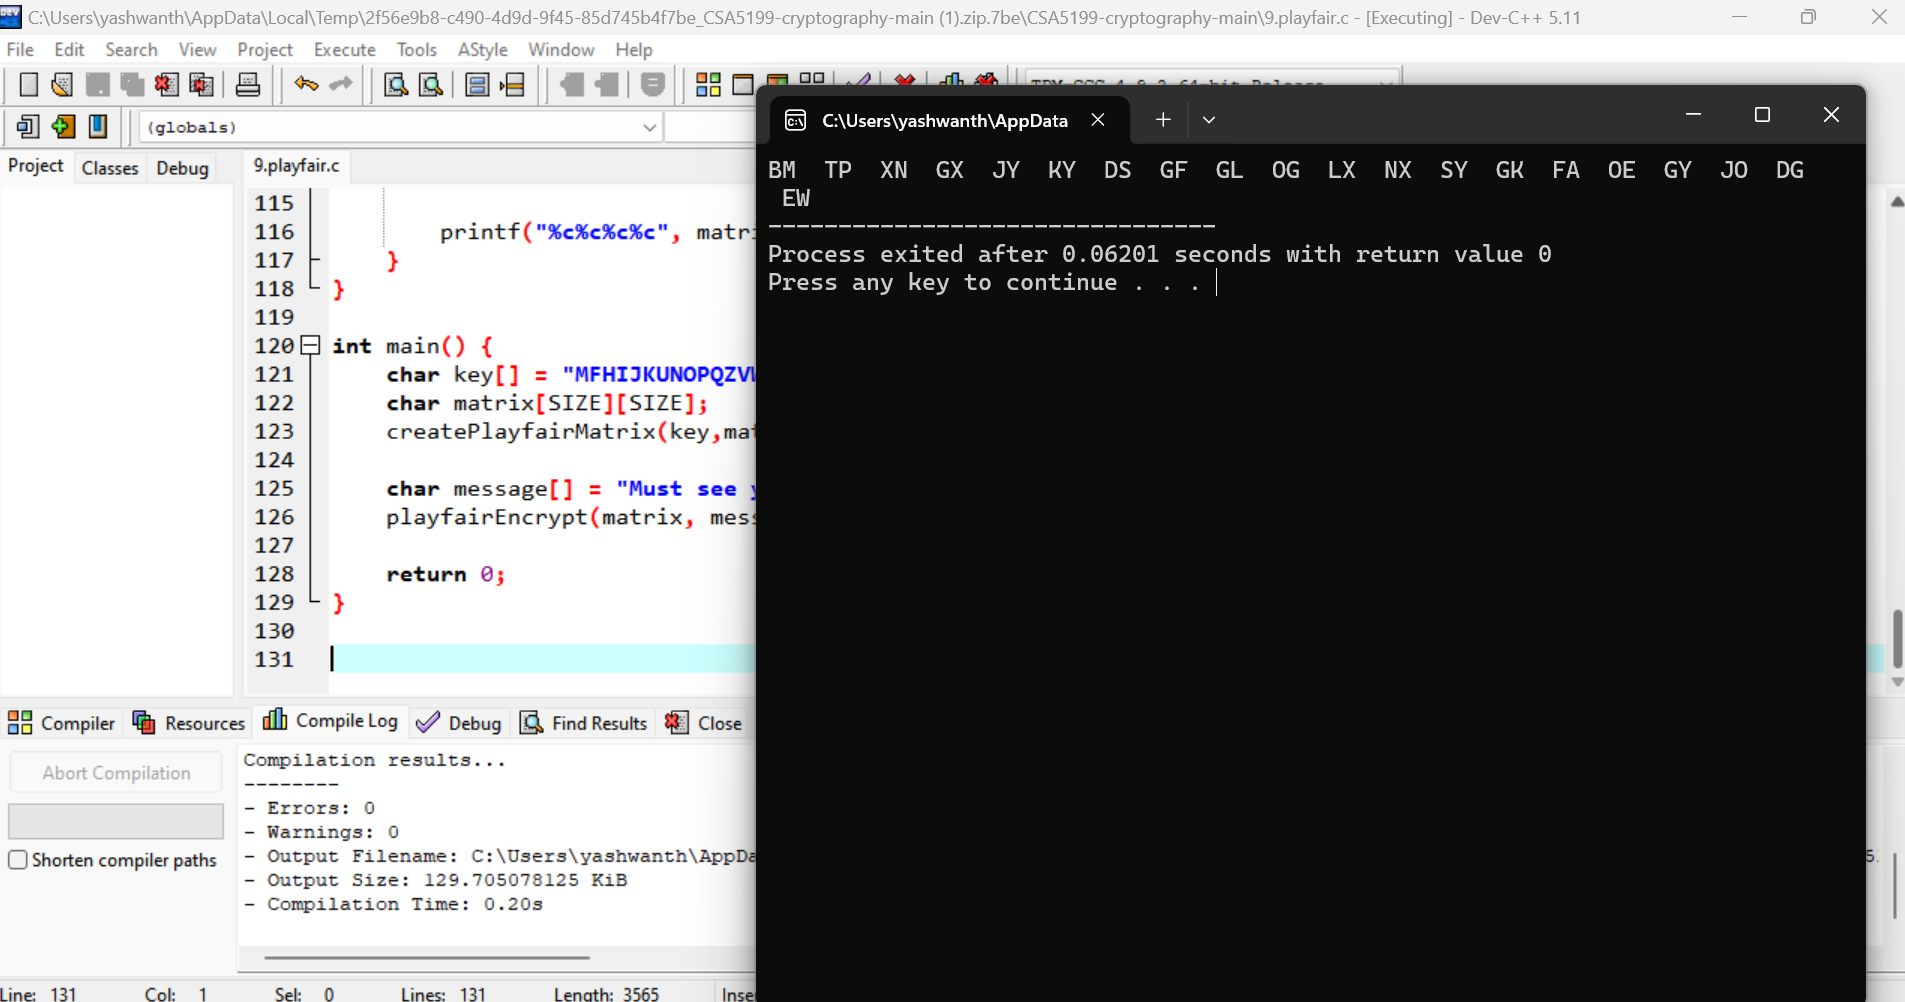 C:\Users\yashwanth\AppData\Local\Temp\2f56e9b8-c490-4d9d-9f45-85d745b4f7be_CSA5199-cryptography-main (1).zip.7be\CSA5199-cryptography-main\9.playfair.c - [Executing] - Dev-C++ 5.11
File Edit Search View Project Execute Tools AStyle Window Help
(globals)
Project Classes Debug
9.playfair.c
115
116 printf("%c%c%c%c", matri
117 }
118 }
119
120 int main() {
121 char key[] = "MFHIJKUNOPQZV
122 char matrix[SIZE][SIZE];
123 createPlayfairMatrix(key,mat
124
125 char message[] = "Must see
126 playfairEncrypt(matrix, mess
127
128 return 0;
129 }
130
131
C:\Users\yashwanth\AppData
BM TP XN GX JY KY DS GF GL OG LX NX SY GK FA OE GY JO DG
EW
--------------------------------
Process exited after 0.06201 seconds with return value 0
Press any key to continue . . .
Compiler Resources Compile Log Debug Find Results Close
Abort Compilation
Shorten compiler paths
Compilation results...
--------
- Errors: 0
- Warnings: 0
- Output Filename: C:\Users\yashwanth\AppDa
- Output Size: 129.705078125 KiB
- Compilation Time: 0.20s
Line: 131 Col: 1 Sel: 0 Lines: 131 Length: 3565 Inse